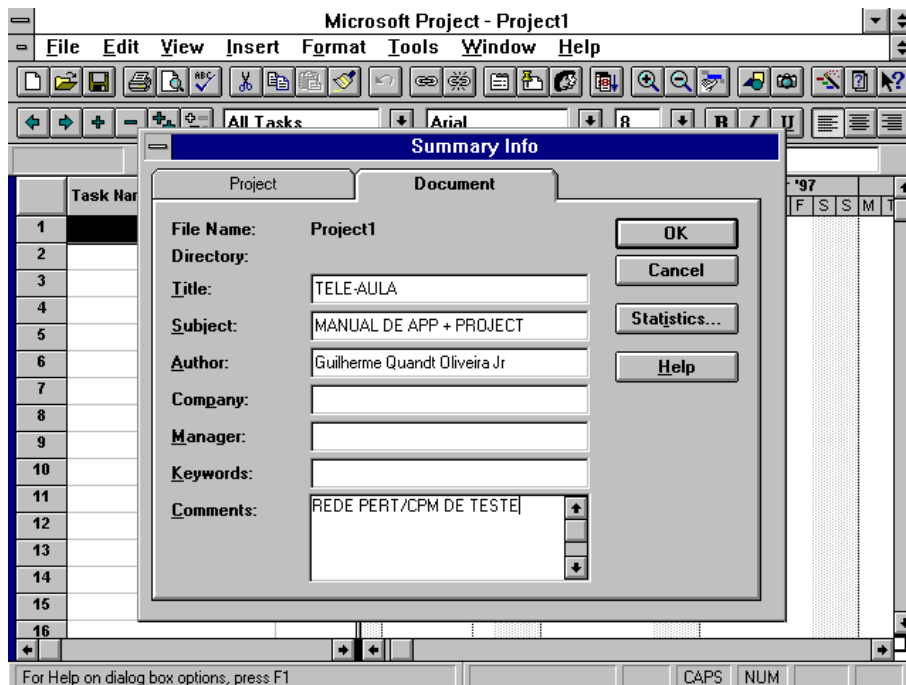 Microsoft Project - Project1
File Edit View Insert Format Tools Window Help
ABC
All Tasks Arial 8 B I U
Summary Info
Project Document
Task Nar '97
F S S M T
File Name: Project1
Directory:
Title: TELE-AULA
Subject: MANUAL DE APP + PROJECT
Author: Guilherme Quandt Oliveira Jr
Company:
Manager:
Keywords:
Comments: REDE PERT/CPM DE TESTE
OK
Cancel
Statistics...
Help
1
2
3
4
5
6
7
8
9
10
11
12
13
14
15
16
For Help on dialog box options, press F1 CAPS NUM